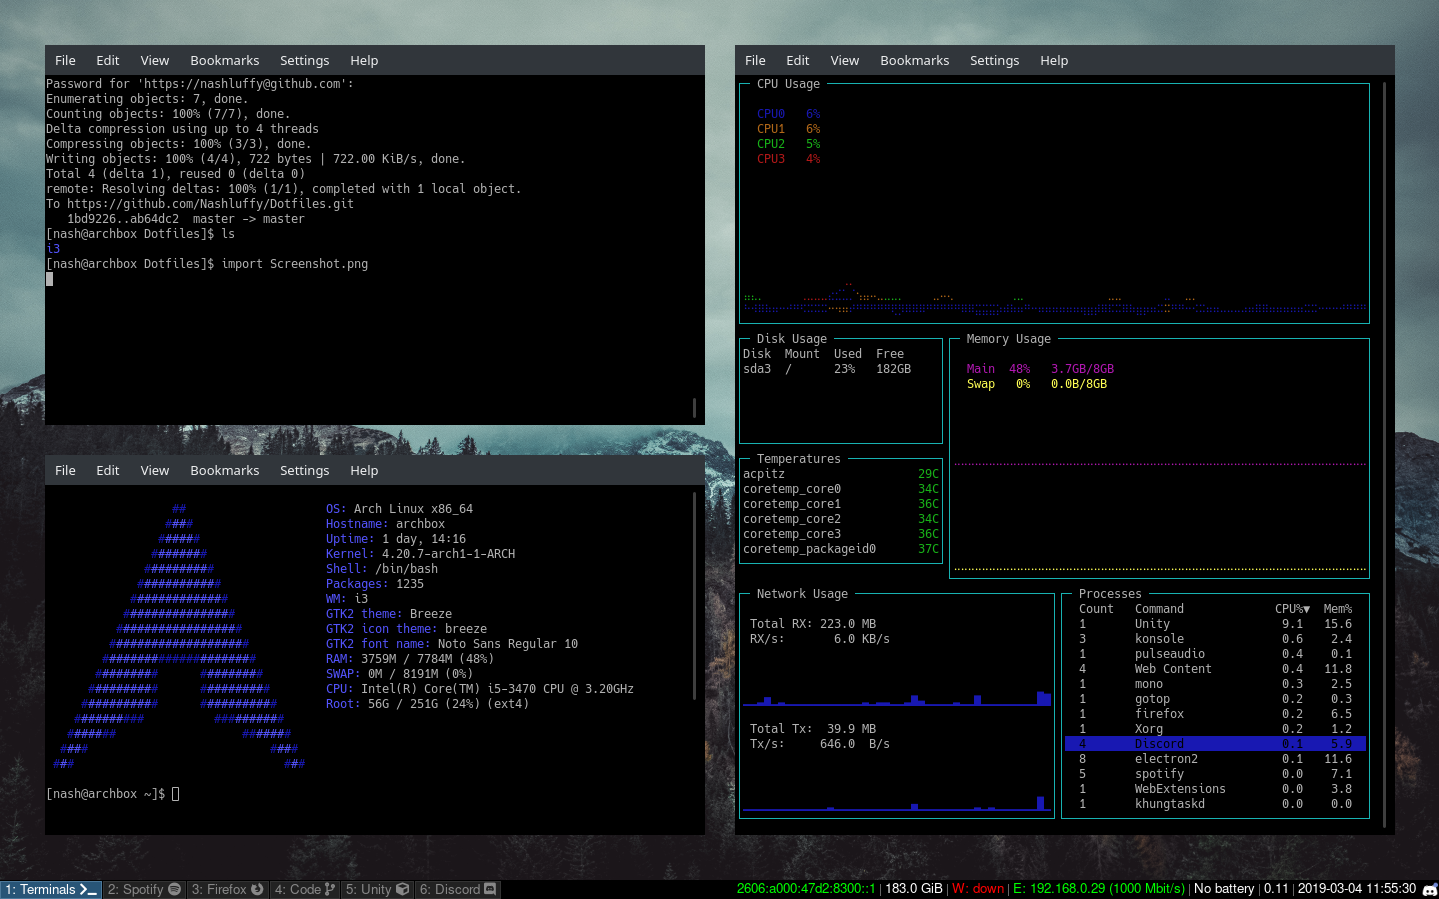 File Edit View Bookmarks Settings Help
Password for 'https://nashluffy@github.com':
Enumerating objects: 7, done.
Counting objects: 100% (7/7), done.
Delta compression using up to 4 threads
Compressing objects: 100% (3/3), done.
Writing objects: 100% (4/4), 722 bytes | 722.00 KiB/s, done.
Total 4 (delta 1), reused 0 (delta 0)
remote: Resolving deltas: 100% (1/1), completed with 1 local object.
To https://github.com/Nashluffy/Dotfiles.git
   1bd9226..ab64dc2  master -> master
[nash@archbox Dotfiles]$ ls
i3
[nash@archbox Dotfiles]$ import Screenshot.png
File Edit View Bookmarks Settings Help
OS: Arch Linux x86_64
Hostname: archbox
Uptime: 1 day, 14:16
Kernel: 4.20.7-arch1-1-ARCH
Shell: /bin/bash
Packages: 1235
WM: i3
GTK2 theme: Breeze
GTK2 icon theme: breeze
GTK2 font name: Noto Sans Regular 10
RAM: 3759M / 7784M (48%)
SWAP: 0M / 8191M (0%)
CPU: Intel(R) Core(TM) i5-3470 CPU @ 3.20GHz
Root: 56G / 251G (24%) (ext4)
[nash@archbox ~]$
File Edit View Bookmarks Settings Help
CPU Usage
CPU0 6%
CPU1 6%
CPU2 5%
CPU3 4%
Disk Usage
Disk Mount Used Free
sda3 / 23% 182GB
Memory Usage
Main 48% 3.7GB/8GB
Swap 0% 0.0B/8GB
Temperatures
acpitz 29C
coretemp_core0 34C
coretemp_core1 36C
coretemp_core2 34C
coretemp_core3 36C
coretemp_packageid0 37C
Network Usage
Total RX: 223.0 MB
RX/s: 6.0 KB/s
Total Tx: 39.9 MB
Tx/s: 646.0 B/s
Processes
Count Command CPU%▼ Mem%
1 Unity 9.1 15.6
3 konsole 0.6 2.4
1 pulseaudio 0.4 0.1
4 Web Content 0.4 11.8
1 mono 0.3 2.5
1 gotop 0.2 0.3
1 firefox 0.2 6.5
1 Xorg 0.2 1.2
4 Discord 0.1 5.9
8 electron2 0.1 11.6
5 spotify 0.0 7.1
1 WebExtensions 0.0 3.8
1 khungtaskd 0.0 0.0
1: Terminals 2: Spotify 3: Firefox 4: Code 5: Unity 6: Discord 2606:a000:47d2:8300::1 | 183.0 GiB | W: down | E: 192.168.0.29 (1000 Mbit/s) | No battery | 0.11 | 2019-03-04 11:55:30